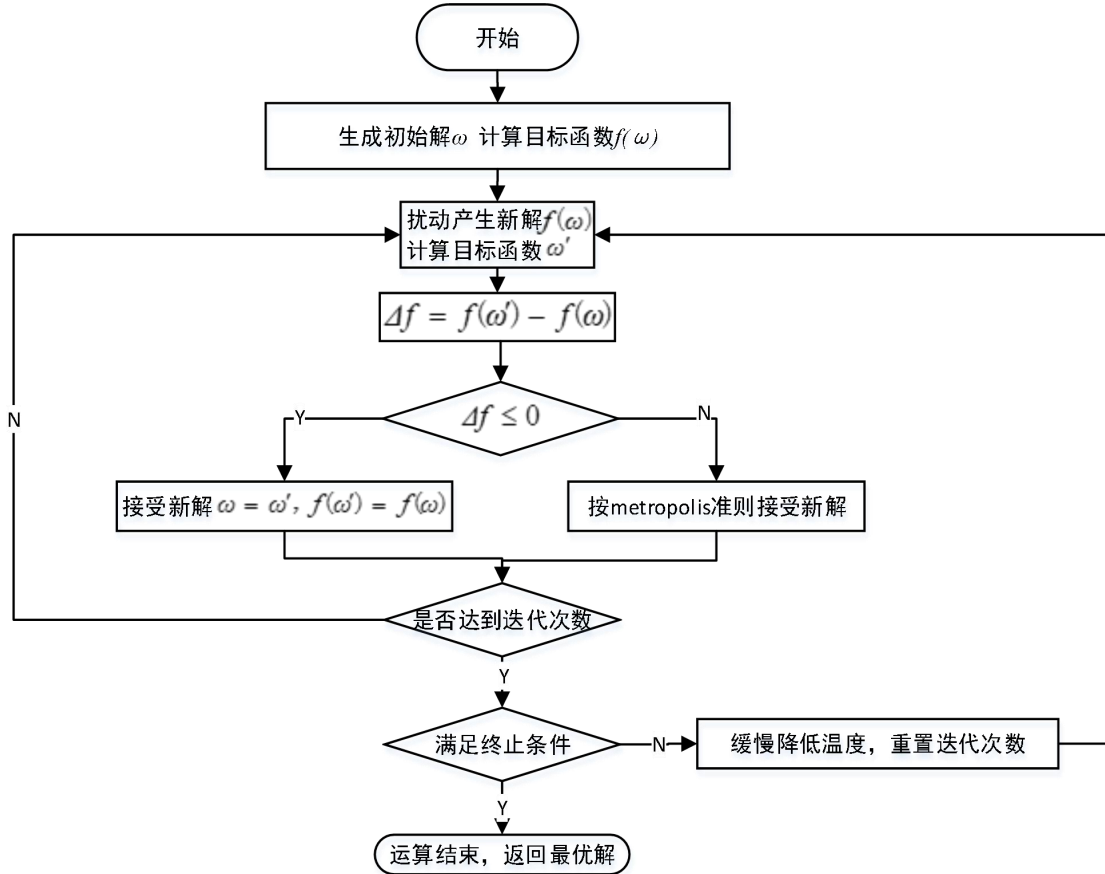 开始
生成初始解ω 计算目标函数f(ω)
扰动产生新解f(ω)
计算目标函数ω′
Δf = f(ω′) − f(ω)
Δf ≤ 0
Y
N
N
接受新解 ω = ω′, f(ω′) = f(ω)
按metropolis准则接受新解
是否达到迭代次数
Y
满足终止条件
N
缓慢降低温度，重置迭代次数
Y
运算结束，返回最优解